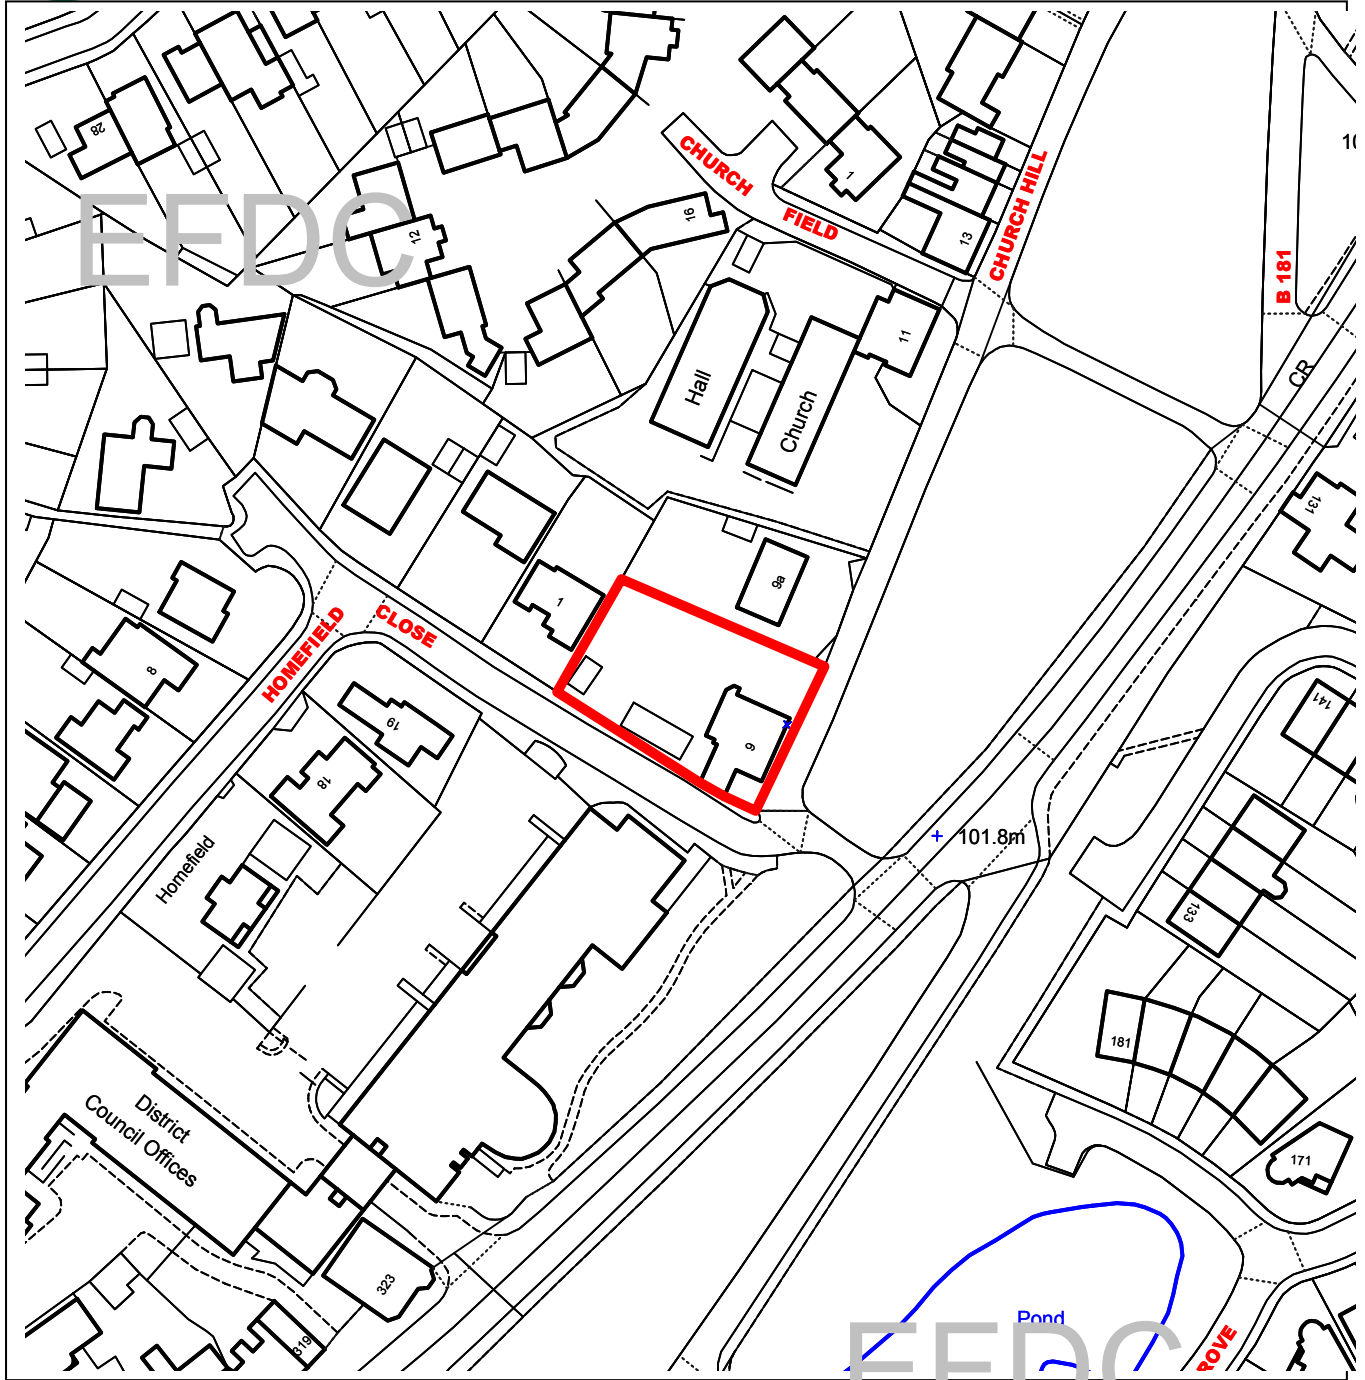 28
EFDC
12
16
CHURCH
FIELD
1
13
CHURCH HILL
B 181
10
CR
Hall
Church
11
131
9a
1
HOMEFIELD
CLOSE
8
19
18
9
141
101.8m
Homefield
133
181
District
Council Offices
171
323
319
Pond
EFDC
ROVE